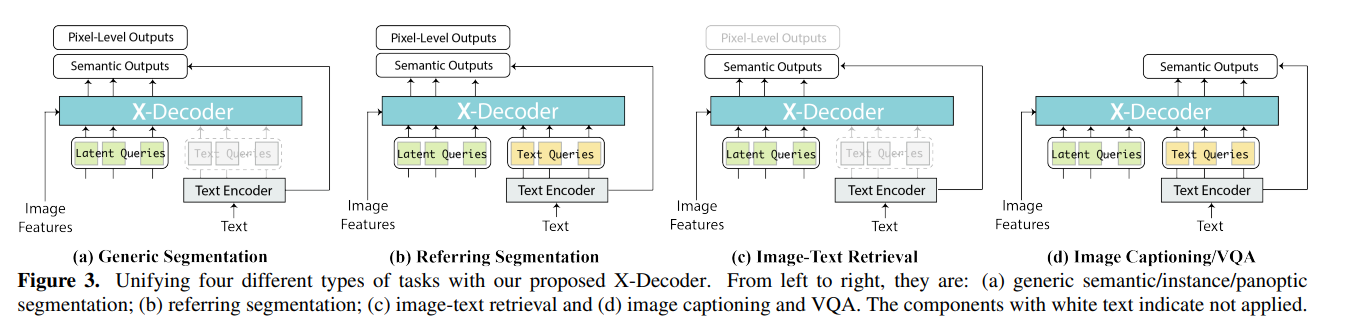 Pixel-Level Outputs
Semantic Outputs
X-Decoder
Latent Queries
Text Queries
Text Encoder
Image
Features
Text
(a) Generic Segmentation
Pixel-Level Outputs
Semantic Outputs
X-Decoder
Latent Queries
Text Queries
Text Encoder
Image
Features
Text
(b) Referring Segmentation
Pixel-Level Outputs
Semantic Outputs
X-Decoder
Latent Queries
Text Queries
Text Encoder
Image
Features
Text
(c) Image-Text Retrieval
Semantic Outputs
X-Decoder
Latent Queries
Text Queries
Text Encoder
Image
Features
Text
(d) Image Captioning/VQA
Figure 3. Unifying four different types of tasks with our proposed X-Decoder. From left to right, they are: (a) generic semantic/instance/panoptic
segmentation; (b) referring segmentation; (c) image-text retrieval and (d) image captioning and VQA. The components with white text indicate not applied.